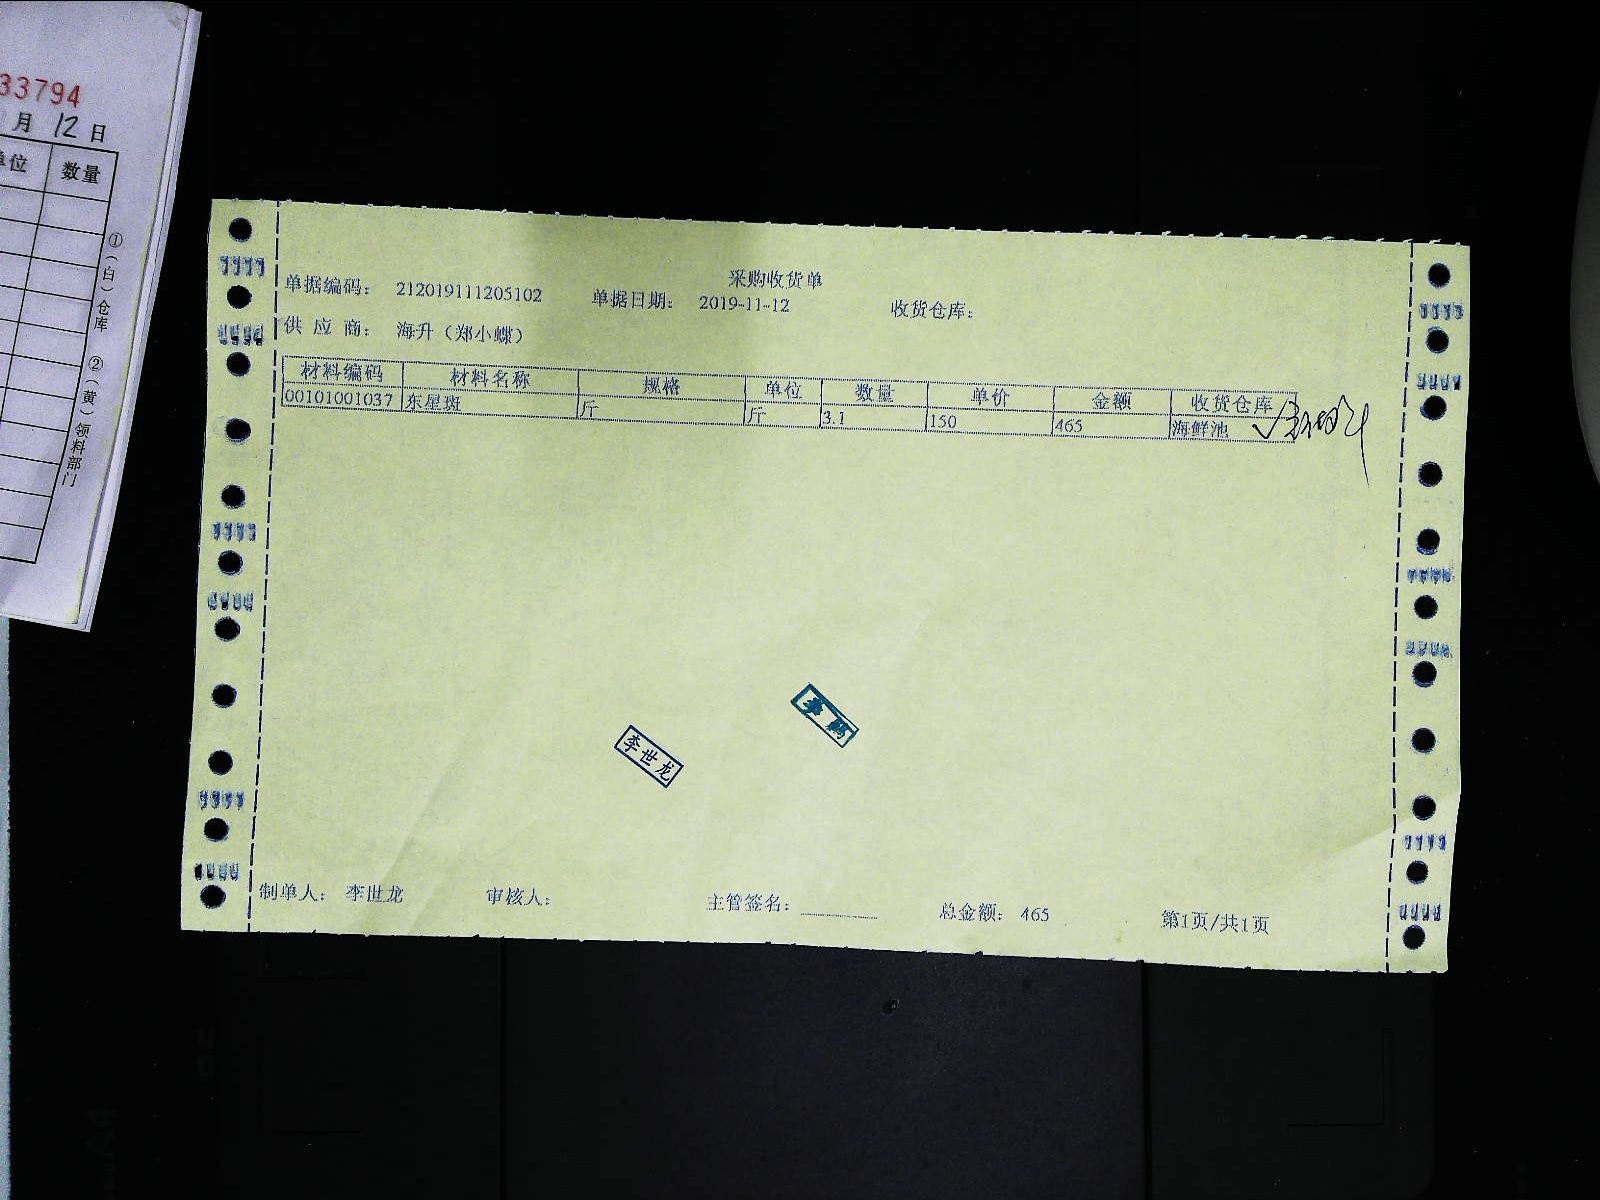 33794
月 12 日
单位 数量
①(白)仓库 ②(黄)领料部门
采购收货单
单据编码: 212019111205102 单据日期: 2019-11-12 收货仓库:
供 应 商: 海升(郑小蝶)
材料编码 材料名称 规格 单位 数量 单价 金额 收货仓库
00101001037 东星斑 斤 斤 3.1 150 465 海鲜池
李世龙
制单人: 李世龙 审核人: 主管签名: 总金额: 465 第1页/共1页